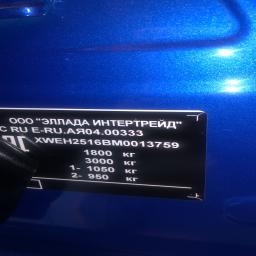 ООО "ЭЛЛАДА ИНТЕРТРЕЙД"
C RU E-RU.АЯ04.00333
XWEH2516BM0013759
1800 кг
3000 кг
1- 1050 кг
2- 950 кг